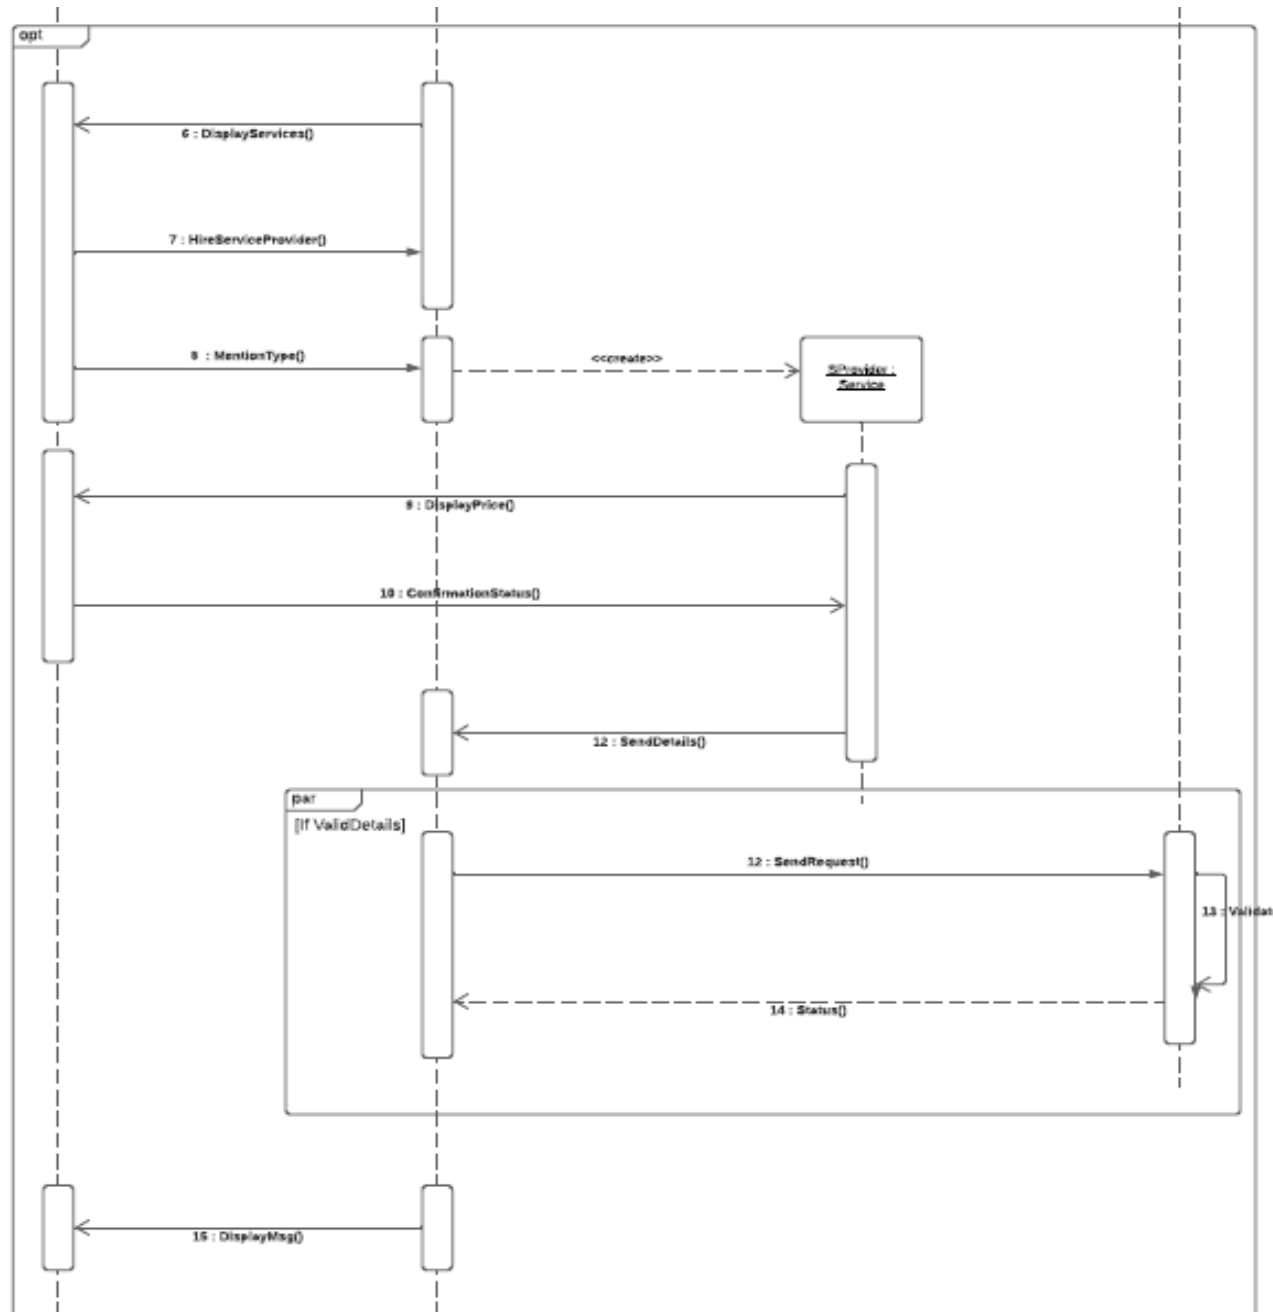 opt
6 : DisplayServices()
7 : HireServiceProvider()
8 : MentionType()
<<create>>
SProvider :
Service
9 : DisplayPrice()
10 : ConfirmationStatus()
12 : SendDetails()
par
[If ValidDetails]
12 : SendRequest()
13 : Validat
14 : Status()
15 : DisplayMsg()